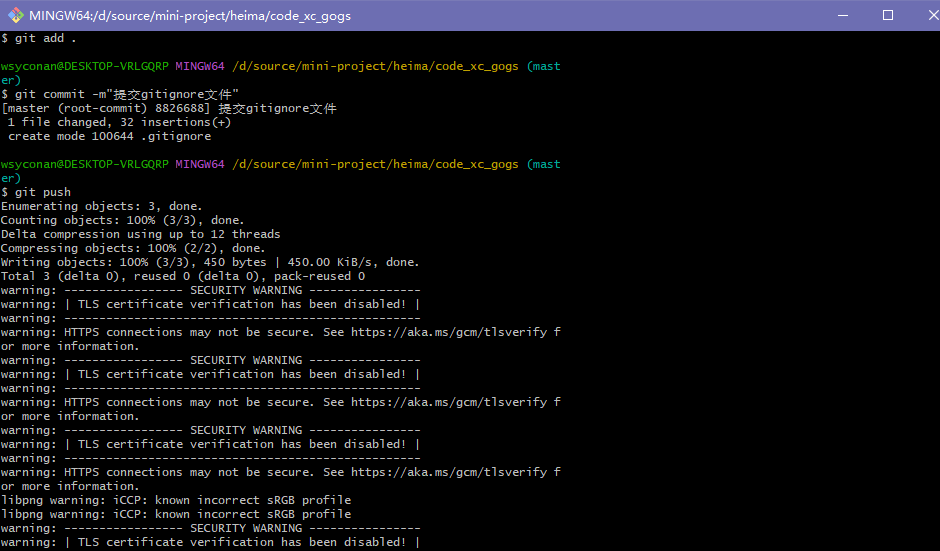 MINGW64:/d/source/mini-project/heima/code_xc_gogs
$ git add .
wsyconan@DESKTOP-VRLGQRP MINGW64 /d/source/mini-project/heima/code_xc_gogs (mast
er)
$ git commit -m"提交gitignore文件"
[master (root-commit) 8826688] 提交gitignore文件
 1 file changed, 32 insertions(+)
 create mode 100644 .gitignore
wsyconan@DESKTOP-VRLGQRP MINGW64 /d/source/mini-project/heima/code_xc_gogs (mast
er)
$ git push
Enumerating objects: 3, done.
Counting objects: 100% (3/3), done.
Delta compression using up to 12 threads
Compressing objects: 100% (2/2), done.
Writing objects: 100% (3/3), 450 bytes | 450.00 KiB/s, done.
Total 3 (delta 0), reused 0 (delta 0), pack-reused 0
warning: ----------------- SECURITY WARNING ----------------
warning: | TLS certificate verification has been disabled! |
warning: ---------------------------------------------------
warning: HTTPS connections may not be secure. See https://aka.ms/gcm/tlsverify f
or more information.
warning: ----------------- SECURITY WARNING ----------------
warning: | TLS certificate verification has been disabled! |
warning: ---------------------------------------------------
warning: HTTPS connections may not be secure. See https://aka.ms/gcm/tlsverify f
or more information.
warning: ----------------- SECURITY WARNING ----------------
warning: | TLS certificate verification has been disabled! |
warning: ---------------------------------------------------
warning: HTTPS connections may not be secure. See https://aka.ms/gcm/tlsverify f
or more information.
libpng warning: iCCP: known incorrect sRGB profile
libpng warning: iCCP: known incorrect sRGB profile
warning: ----------------- SECURITY WARNING ----------------
warning: | TLS certificate verification has been disabled! |